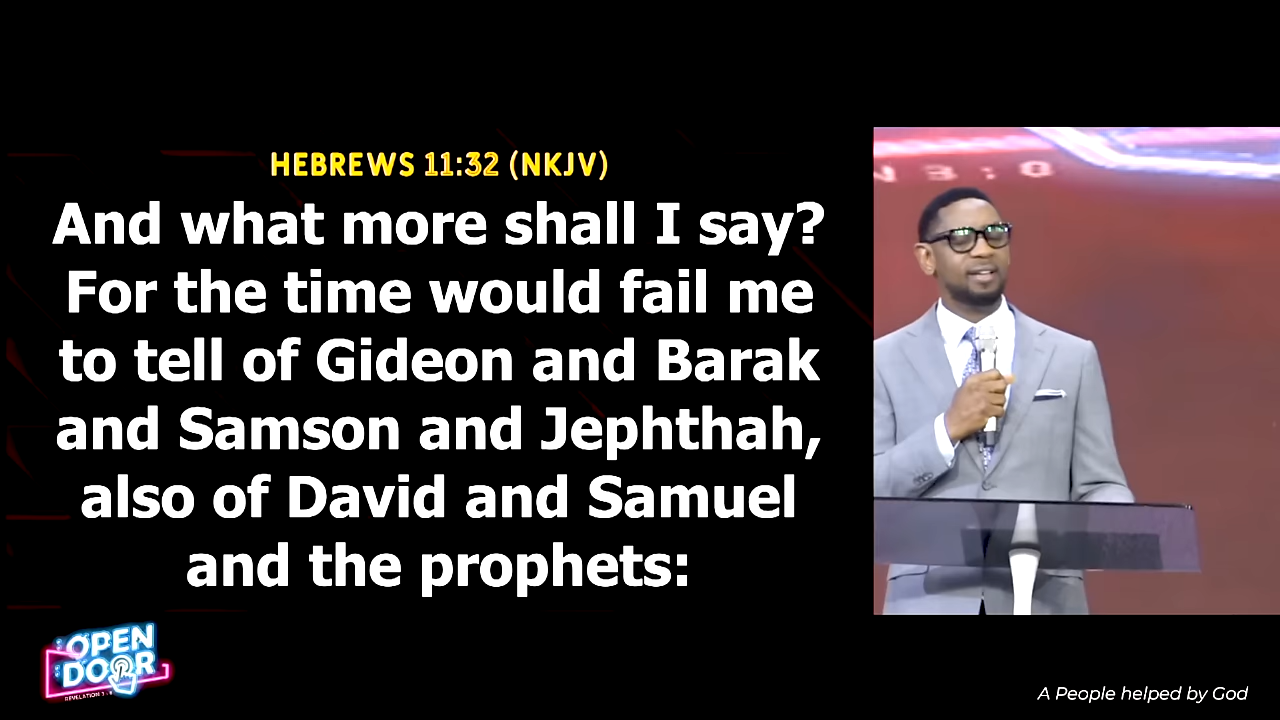 HEBREWS 11:32 (NKJV)
And what more shall I say?
For the time would fail me
to tell of Gideon and Barak
and Samson and Jephthah,
also of David and Samuel
and the prophets:
OPEN
DOOR
A People helped by God